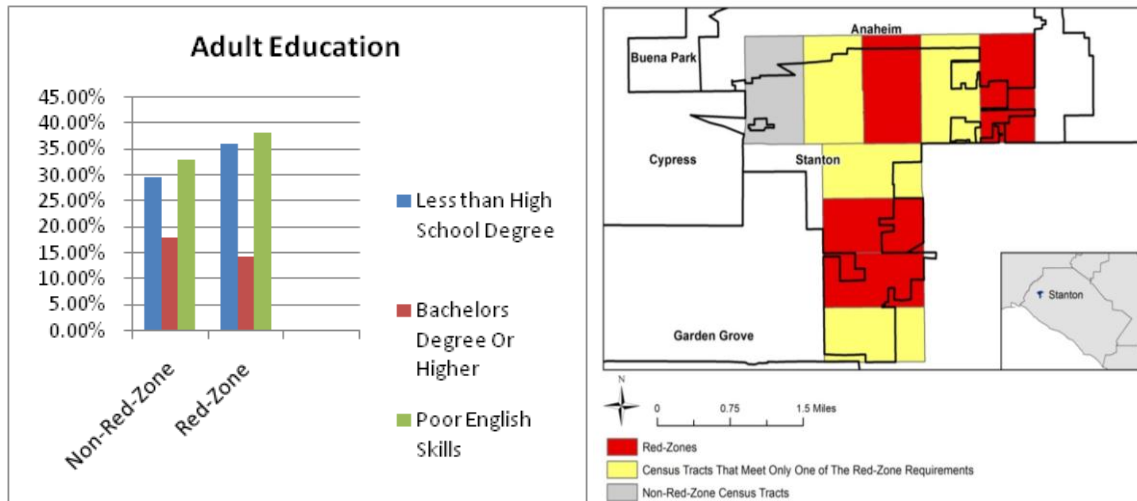 Adult Education
45.00%
40.00%
35.00%
30.00%
25.00%
20.00%
15.00%
10.00%
5.00%
0.00%
Non-Red-Zone
Red-Zone
Less than High
School Degree
Bachelors
Degree Or
Higher
Poor English
Skills
Anaheim
Buena Park
Cypress
Stanton
Garden Grove
Stanton
N
0 0.75 1.5 Miles
Red-Zones
Census Tracts That Meet Only One of The Red-Zone Requirements
Non-Red-Zone Census Tracts